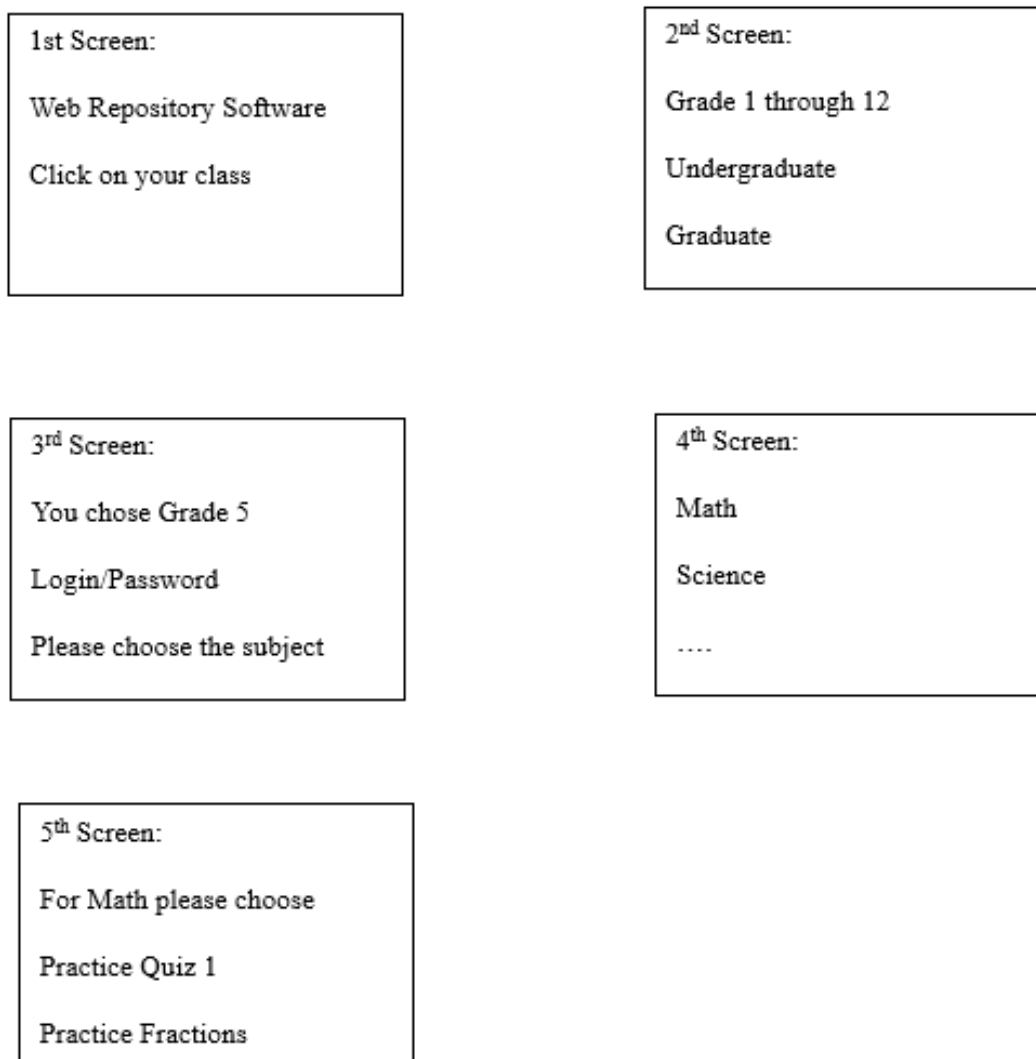 1st Screen:
Web Repository Software
Click on your class
2nd Screen:
Grade 1 through 12
Undergraduate
Graduate
3rd Screen:
You chose Grade 5
Login/Password
Please choose the subject
4th Screen:
Math
Science
....
5th Screen:
For Math please choose
Practice Quiz 1
Practice Fractions